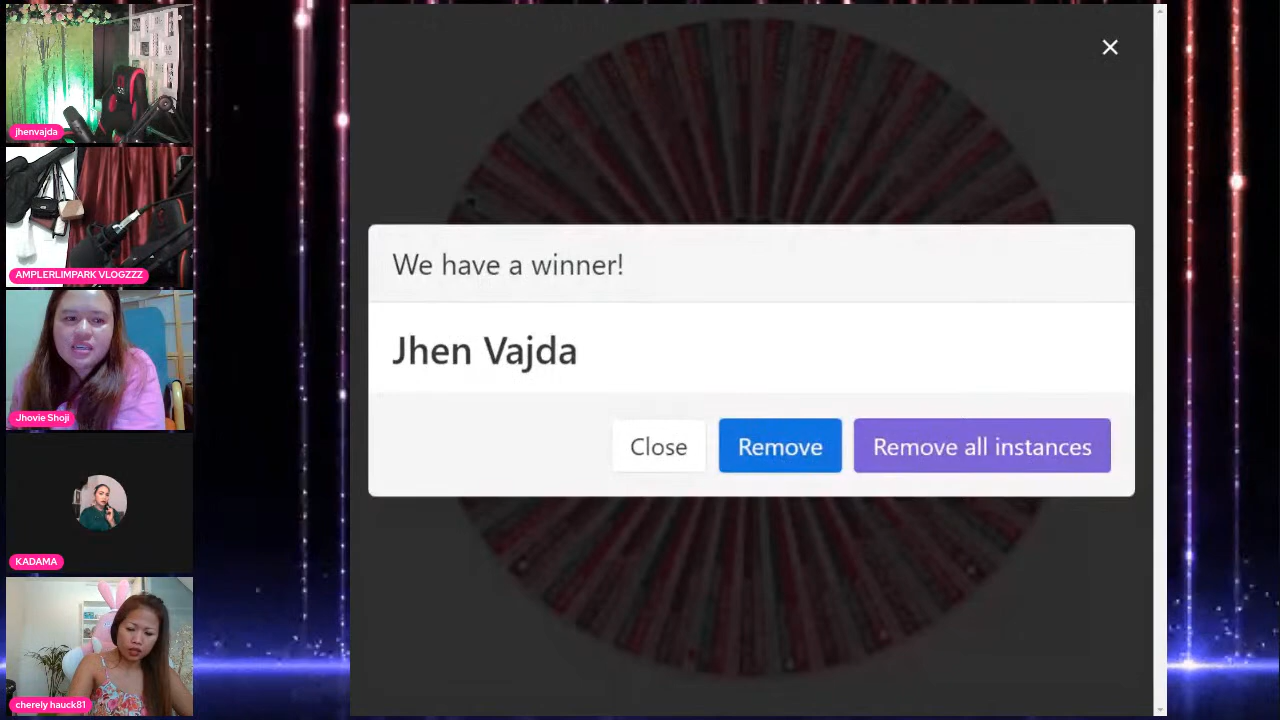 jhenvajda
AMPLERLIMPARK VLOGZZZ
Jhovie Shoji
KADAMA
cherely hauck81
We have a winner!
Jhen Vajda
Close
Remove
Remove all instances